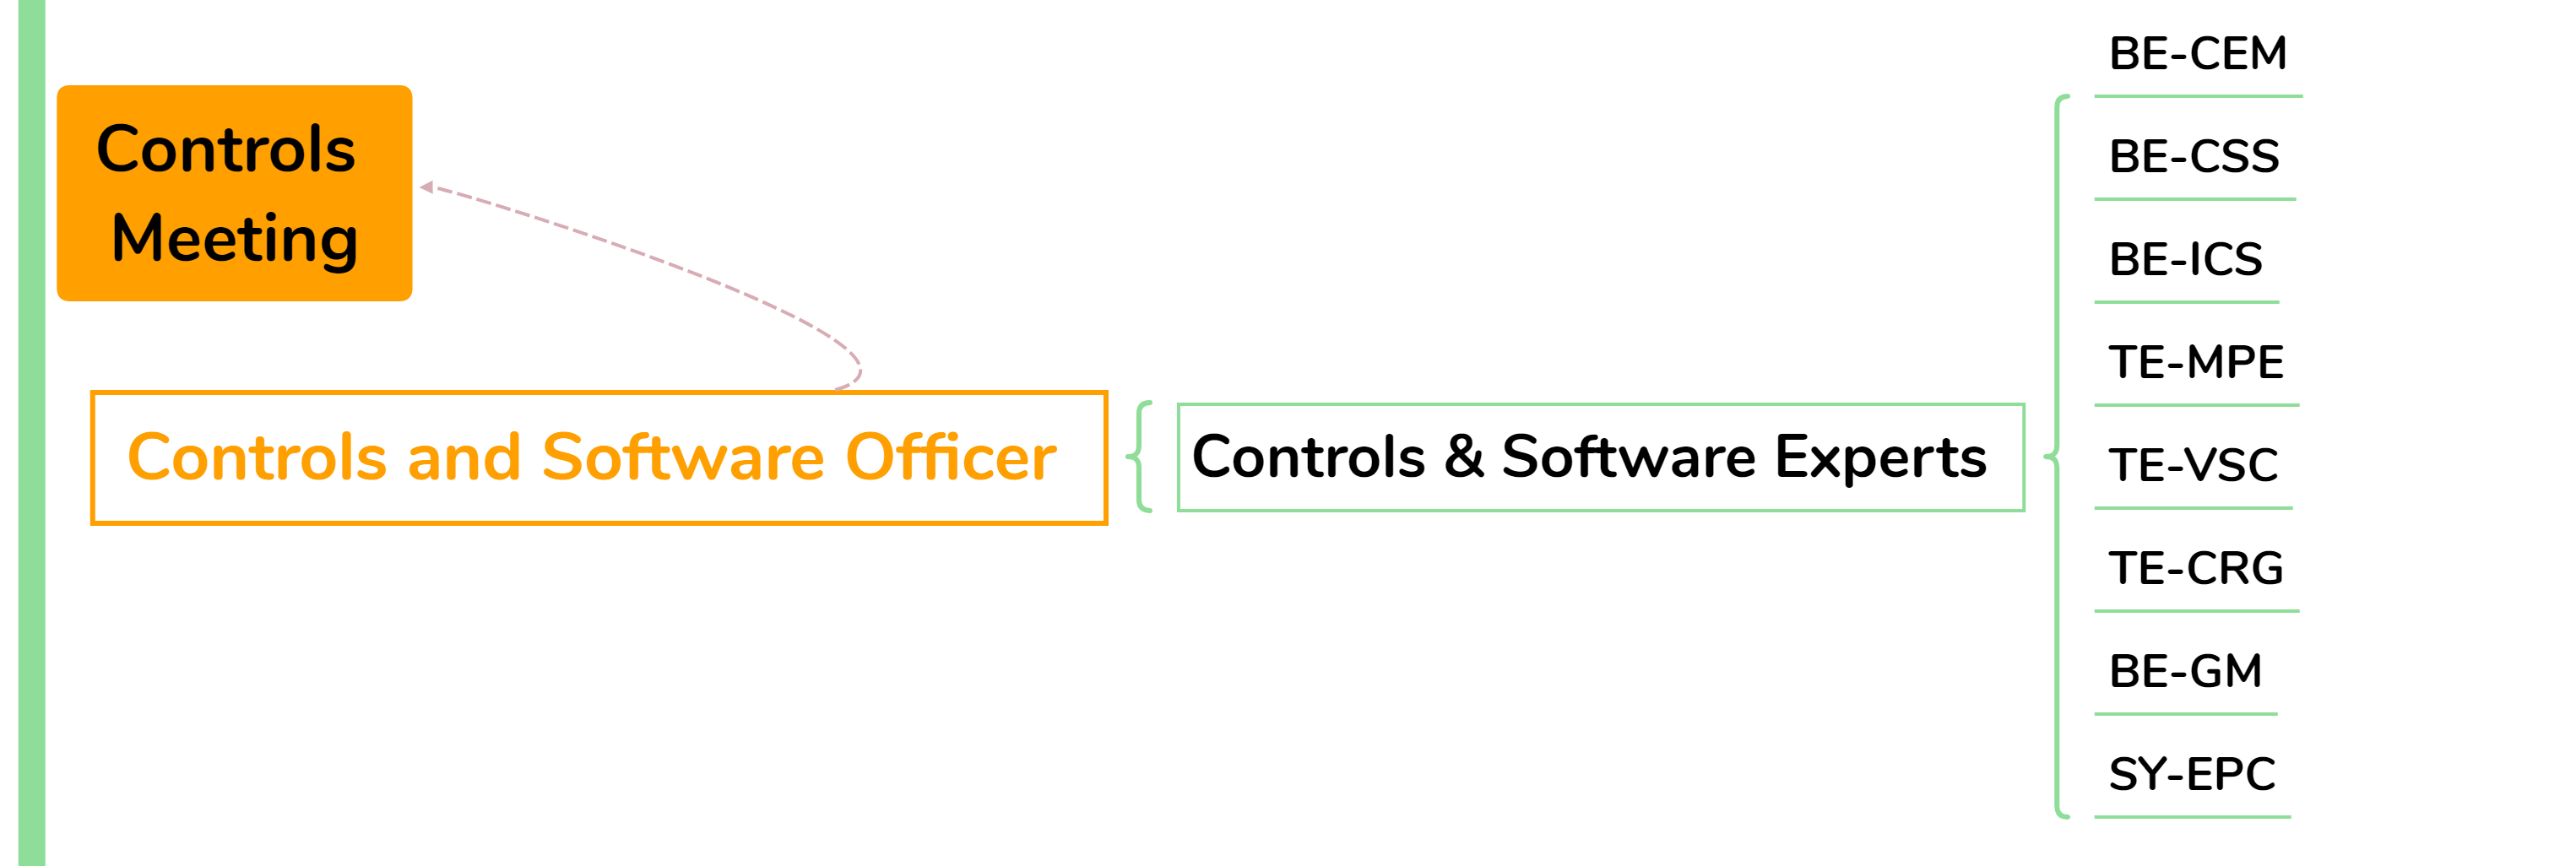 Controls
Meeting
Controls and Software Officer
Controls & Software Experts
BE-CEM
BE-CSS
BE-ICS
TE-MPE
TE-VSC
TE-CRG
BE-GM
SY-EPC